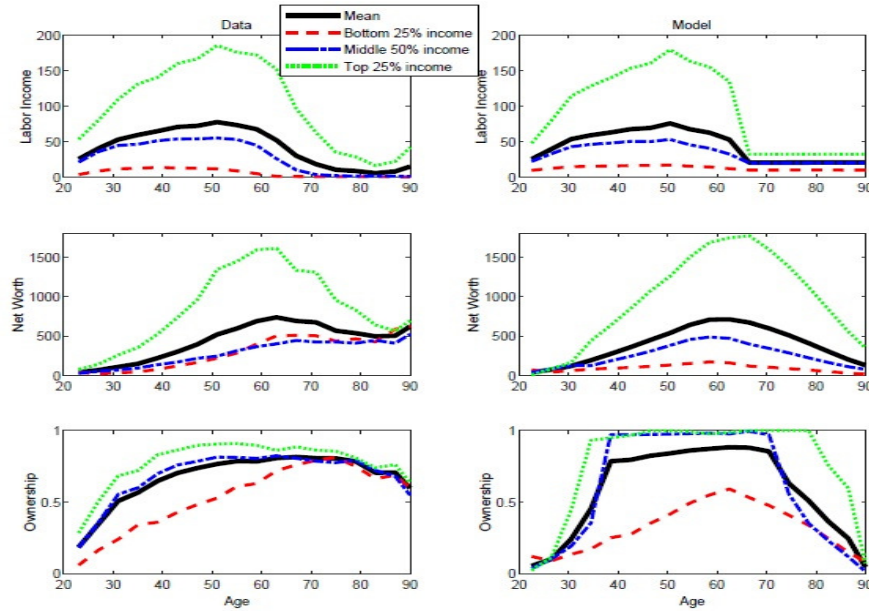 Data
Mean
Bottom 25% income
Middle 50% income
Top 25% income
Model
Labor Income
200
150
100
50
0
20 30 40 50 60 70 80 90
Labor Income
200
150
100
50
0
20 30 40 50 60 70 80 90
Net Worth
1500
1000
500
0
20 30 40 50 60 70 80 90
Net Worth
1500
1000
500
0
20 30 40 50 60 70 80 90
Ownership
1
0.5
0
20 30 40 50 60 70 80 90
Age
Ownership
1
0.5
0
20 30 40 50 60 70 80 90
Age